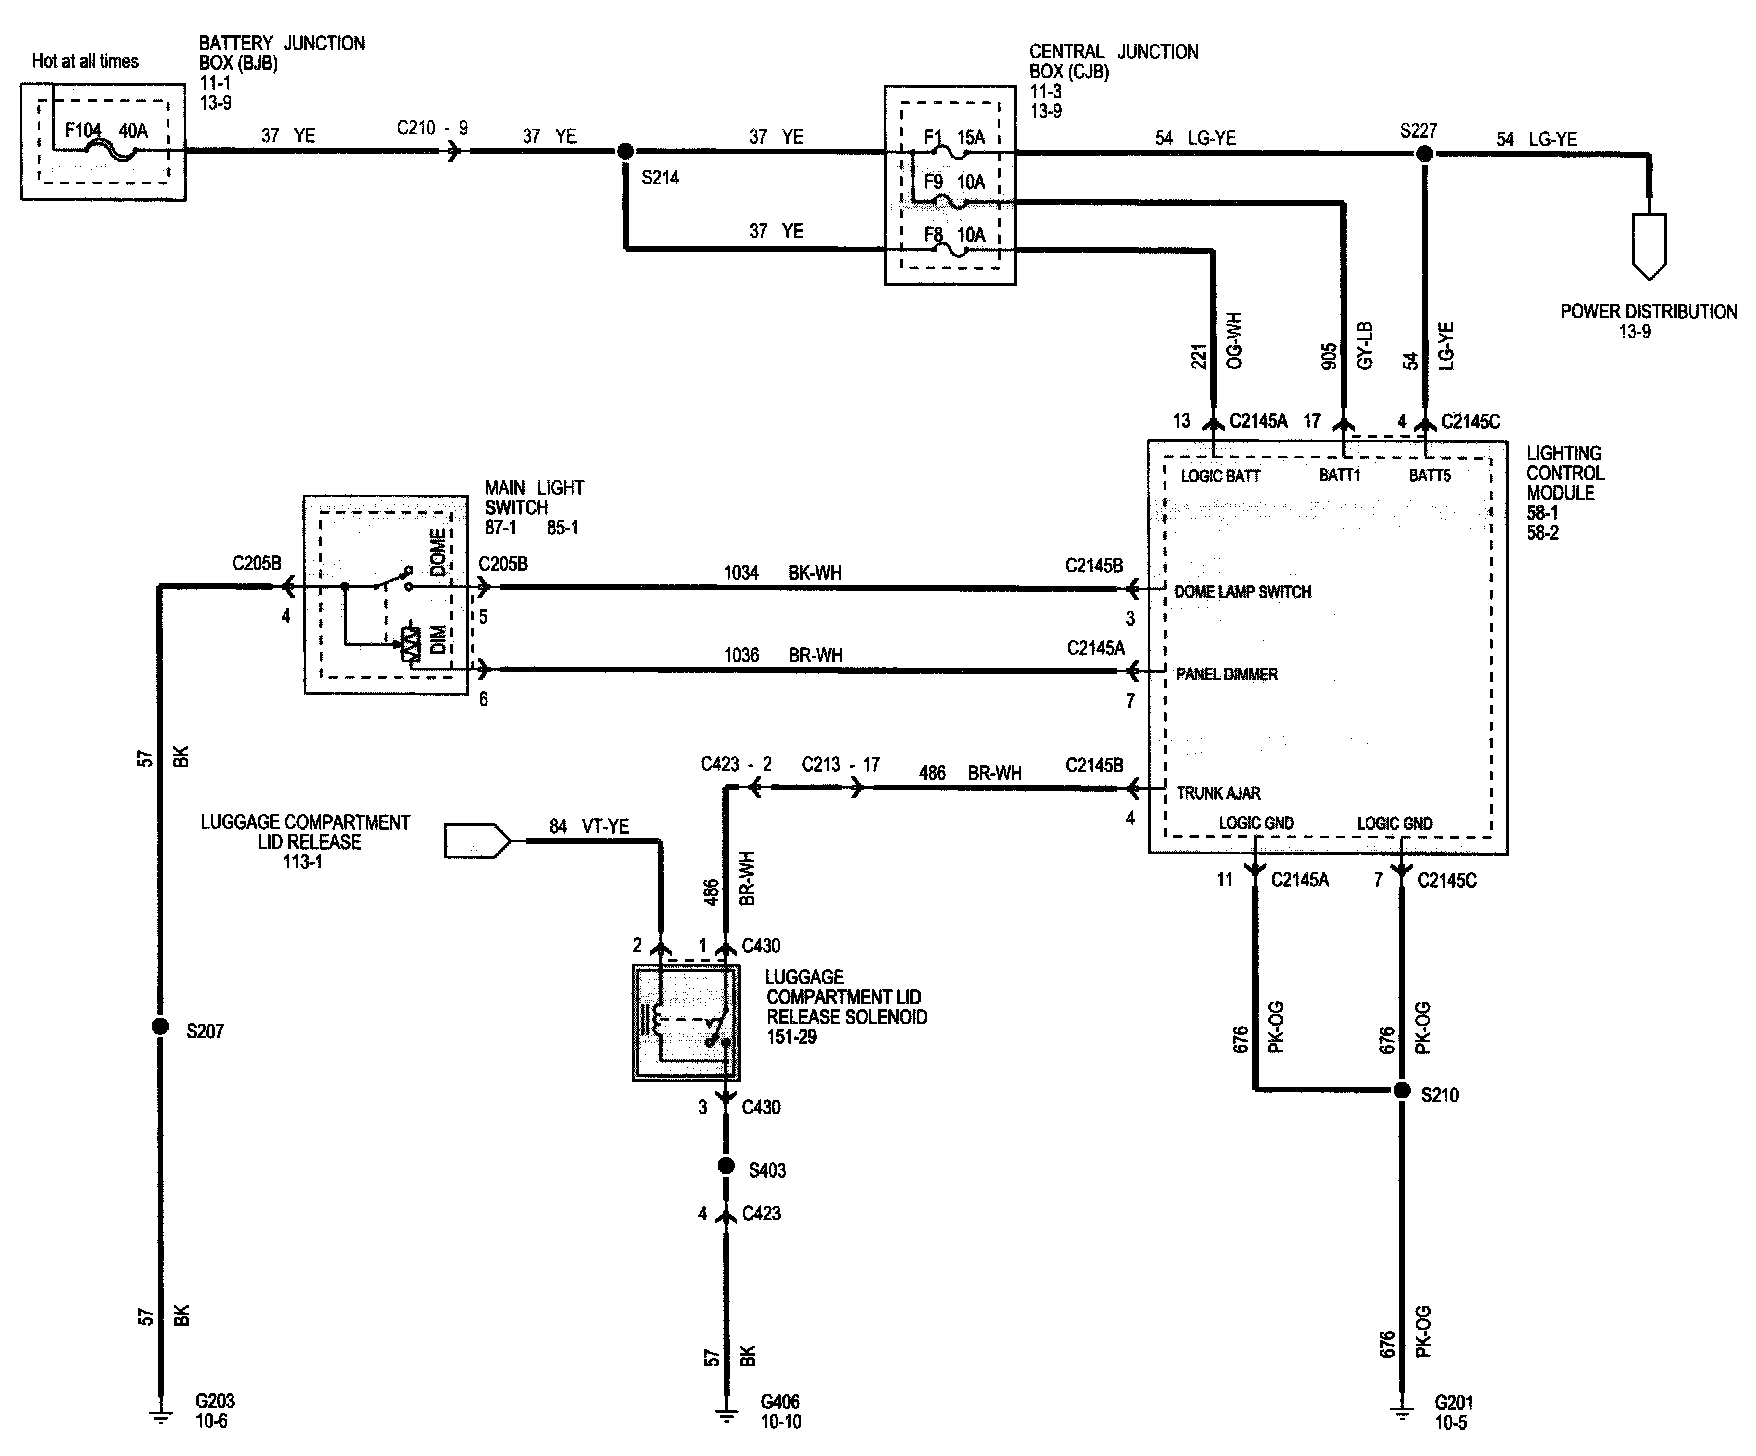 Hot at all times
BATTERY JUNCTION
BOX (BJB)
11-1
13-9
F104 40A
37 YE
C210 - 9
37 YE
S214
37 YE
37 YE
CENTRAL JUNCTION
BOX (CJB)
11-3
13-9
F1 15A
F9 10A
F8 10A
54 LG-YE
S227
54 LG-YE
POWER DISTRIBUTION
13-9
221 OG-WH
905 GY-LB
54 LG-YE
13 C2145A
17
4 C2145C
LIGHTING
CONTROL
MODULE
58-1
58-2
LOGIC BATT
BATT1
BATT5
MAIN LIGHT
SWITCH
87-1 85-1
C205B
4
DOME
DIM
C205B
5
6
1034 BK-WH
C2145B
3
DOME LAMP SWITCH
1036 BR-WH
C2145A
7
PANEL DIMMER
57 BK
C423 - 2
C213 - 17
486 BR-WH
C2145B
4
TRUNK AJAR
LOGIC GND
LOGIC GND
LUGGAGE COMPARTMENT
LID RELEASE
113-1
84 VT-YE
486 BR-WH
11 C2145A
7 C2145C
2
1 C430
LUGGAGE
COMPARTMENT LID
RELEASE SOLENOID
151-29
S207
676 PK-OG
676 PK-OG
S210
3 C430
S403
4 C423
57 BK
57 BK
676 PK-OG
G203
10-6
G406
10-10
G201
10-5